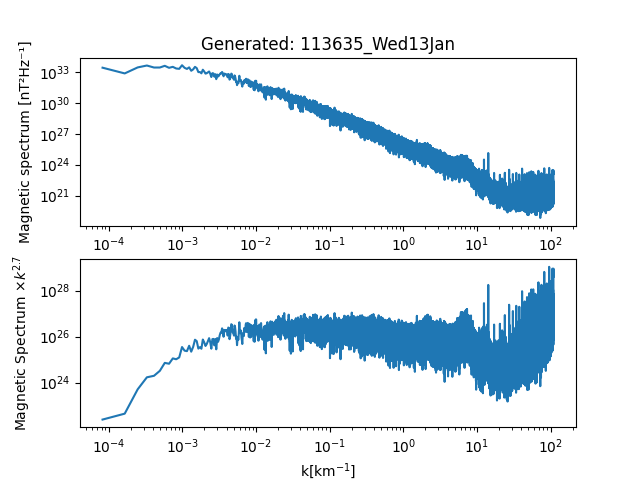 Generated: 113635_Wed13Jan
Magnetic spectrum [nT²Hz⁻¹]
10³³
10³⁰
10²⁷
10²⁴
10²¹
10⁻⁴ 10⁻³ 10⁻² 10⁻¹ 10⁰ 10¹ 10²
Magnetic Spectrum ×k²·⁷
10²⁸
10²⁶
10²⁴
10⁻⁴ 10⁻³ 10⁻² 10⁻¹ 10⁰ 10¹ 10²
k[km⁻¹]